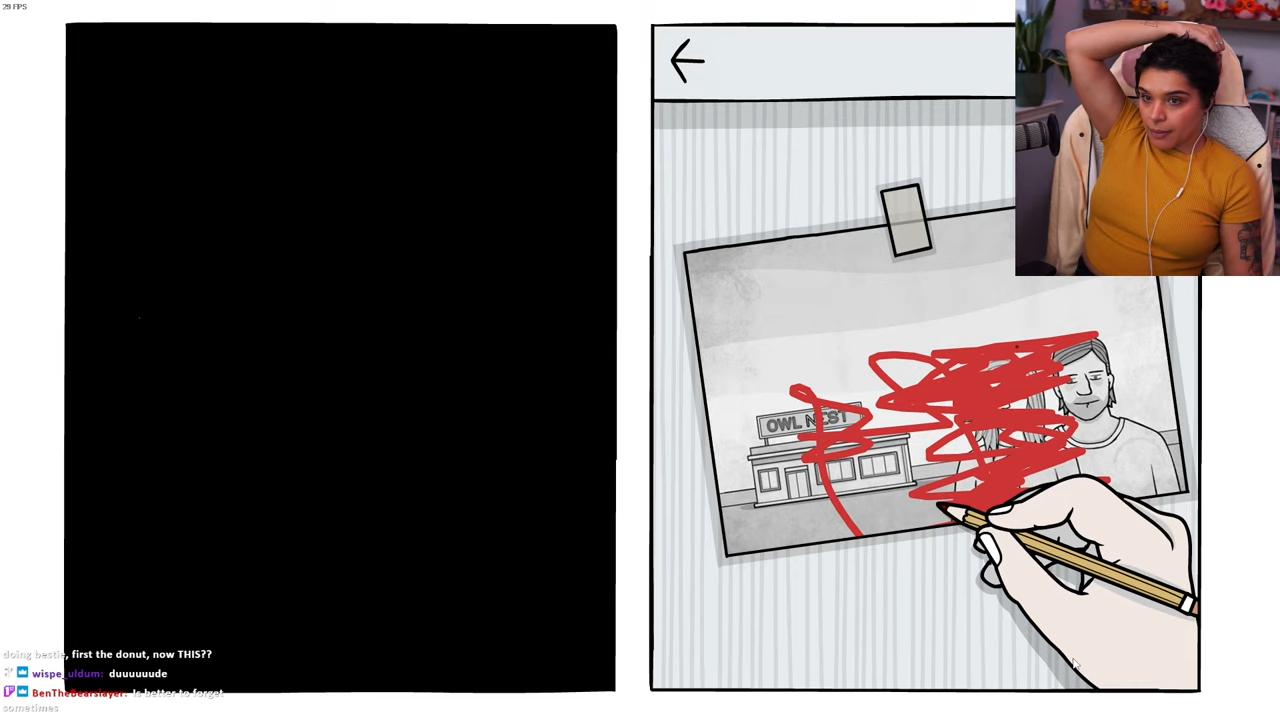 29 FPS
OWL NEST
doing bestie, first the donut, now THIS??
wispe_uldum: duuuuuude
BenTheBearslayer: Is better to forget
sometimes